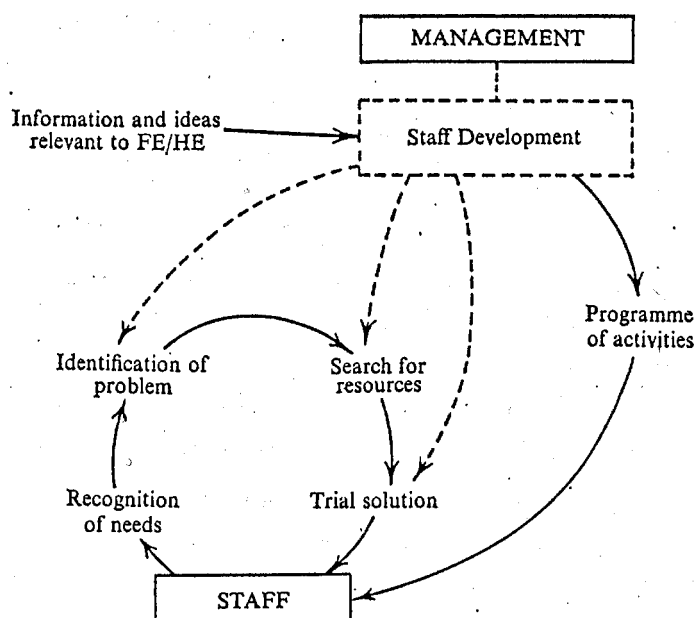 MANAGEMENT
Information and ideas
relevant to FE/HE
Staff Development
Programme
of activities
Identification of
problem
Search for
resources
Recognition
of needs
Trial solution
STAFF